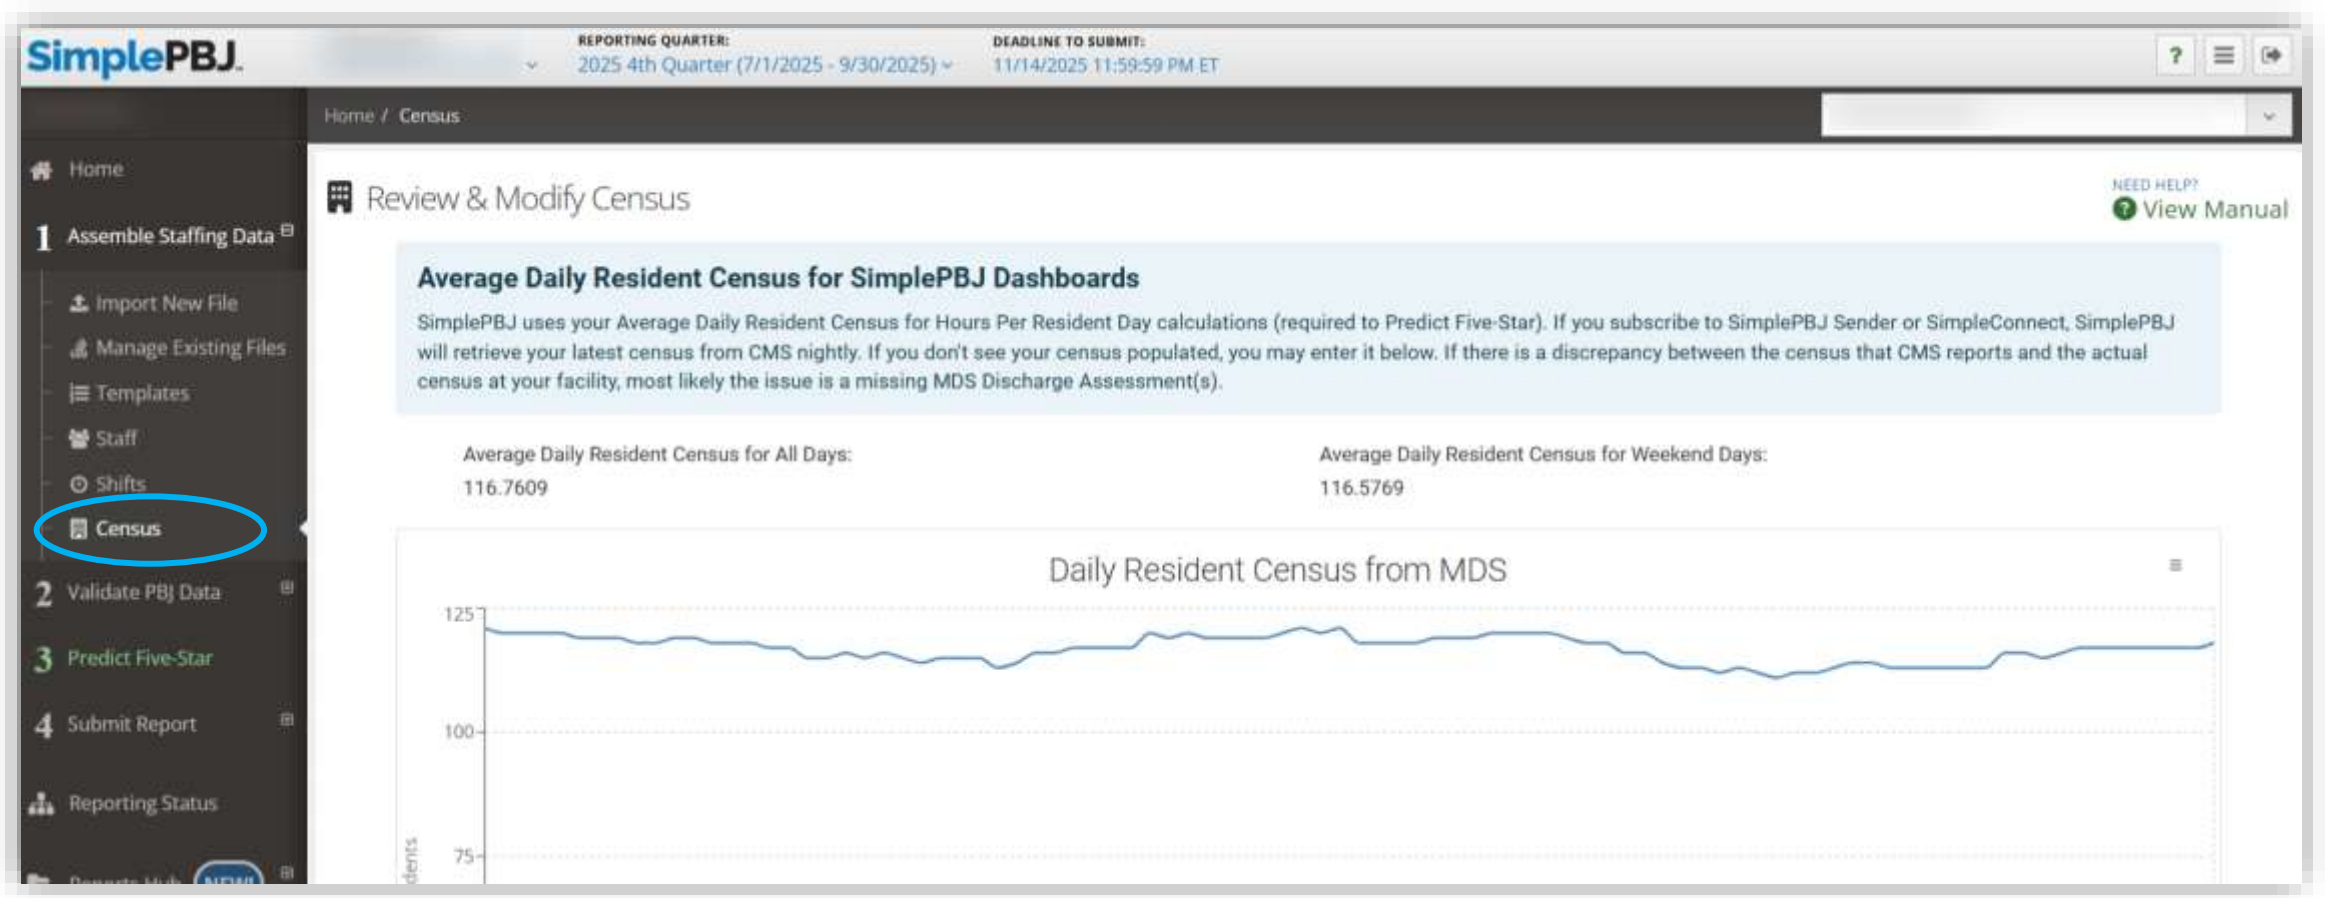 SimplePBJ.
REPORTING QUARTER:
2025 4th Quarter (7/1/2025 - 9/30/2025)
DEADLINE TO SUBMIT:
11/14/2025 11:59:59 PM ET
?
Home / Census
Home
1 Assemble Staffing Data
Import New File
Manage Existing Files
Templates
Staff
Shifts
Census
2 Validate PBJ Data
3 Predict Five-Star
4 Submit Report
Reporting Status
Reports Hub NEW!
Review & Modify Census
NEED HELP?
View Manual
Average Daily Resident Census for SimplePBJ Dashboards
SimplePBJ uses your Average Daily Resident Census for Hours Per Resident Day calculations (required to Predict Five-Star). If you subscribe to SimplePBJ Sender or SimpleConnect, SimplePBJ
will retrieve your latest census from CMS nightly. If you don't see your census populated, you may enter it below. If there is a discrepancy between the census that CMS reports and the actual
census at your facility, most likely the issue is a missing MDS Discharge Assessment(s).
Average Daily Resident Census for All Days:
116.7609
Average Daily Resident Census for Weekend Days:
116.5769
Daily Resident Census from MDS
125
100
75